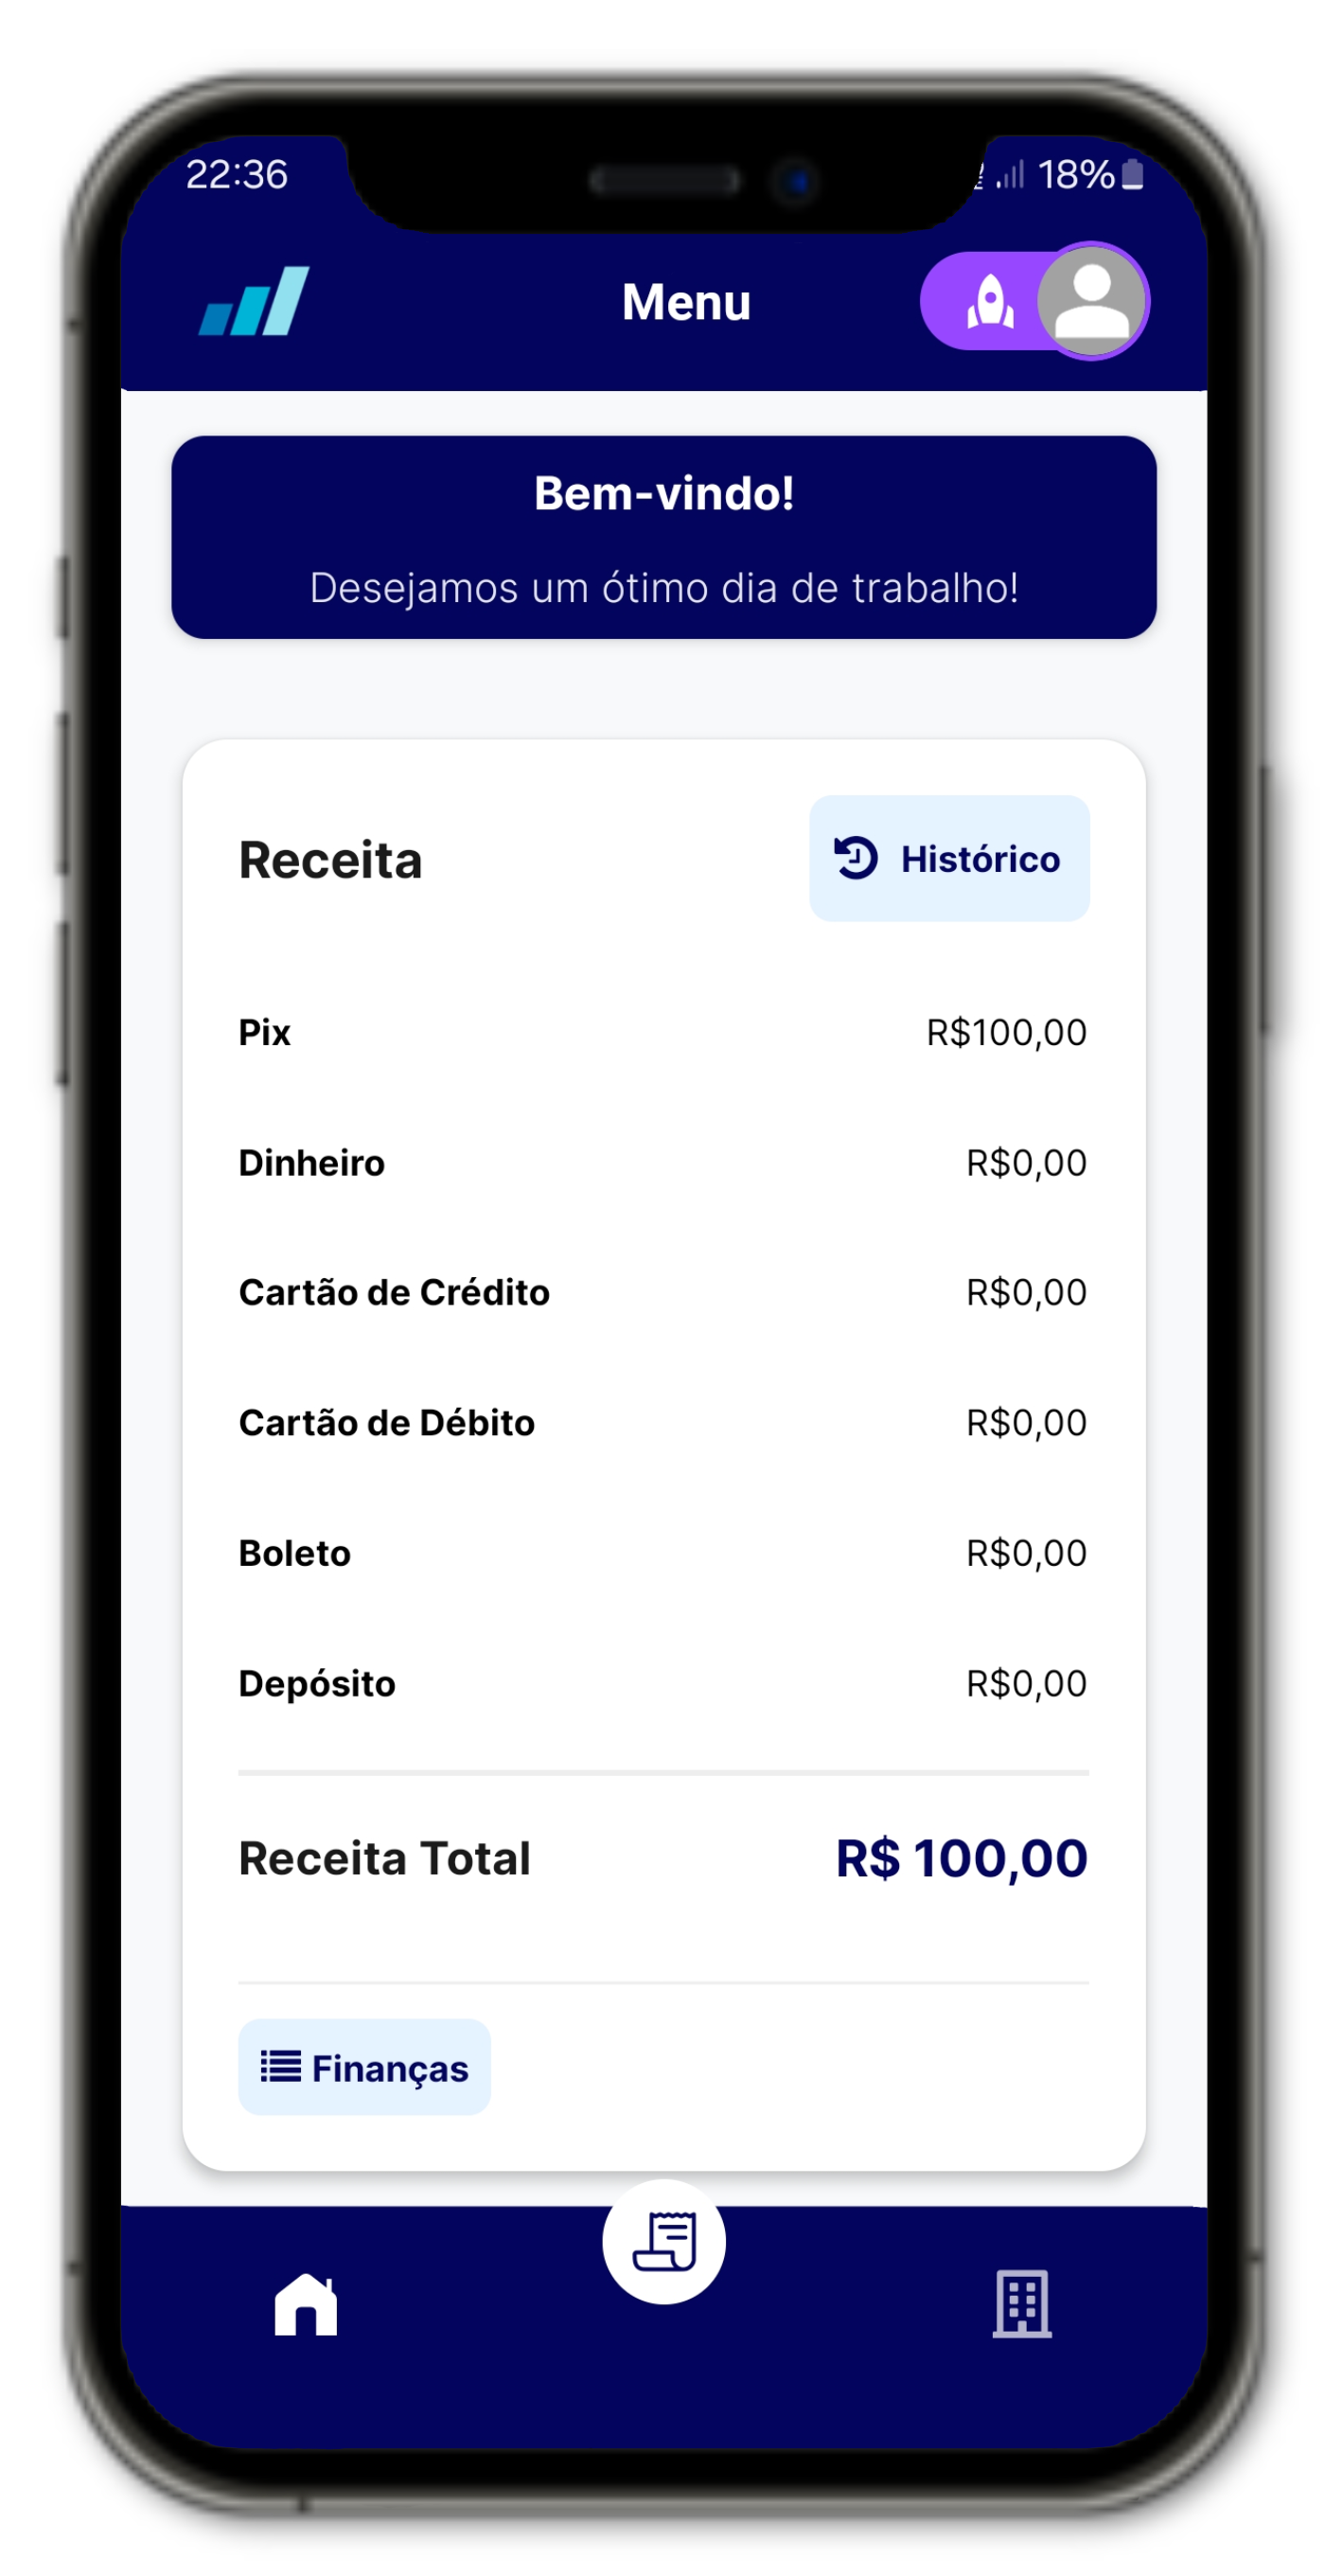 22:36
18%
Menu
Bem-vindo!
Desejamos um ótimo dia de trabalho!
Receita
Histórico
Pix R$100,00
Dinheiro R$0,00
Cartão de Crédito R$0,00
Cartão de Débito R$0,00
Boleto R$0,00
Depósito R$0,00
Receita Total R$ 100,00
Finanças